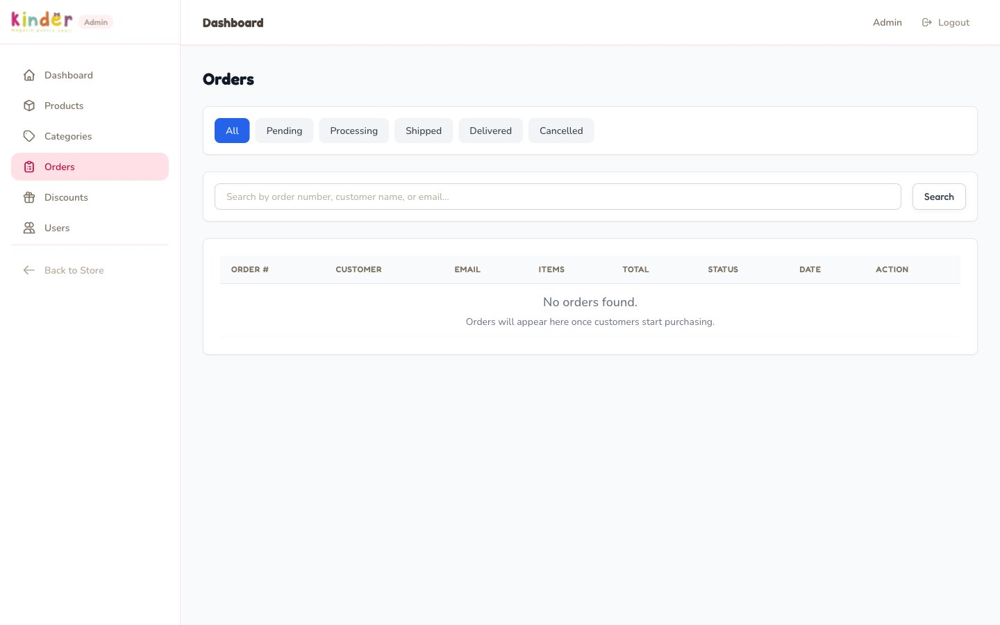 kinder
Magazin pentru copii
Admin
Dashboard
Admin
Logout
Dashboard
Products
Categories
Orders
Discounts
Users
Back to Store
Orders
All
Pending
Processing
Shipped
Delivered
Cancelled
Search by order number, customer name, or email...
Search
ORDER # CUSTOMER EMAIL ITEMS TOTAL STATUS DATE ACTION
No orders found.
Orders will appear here once customers start purchasing.